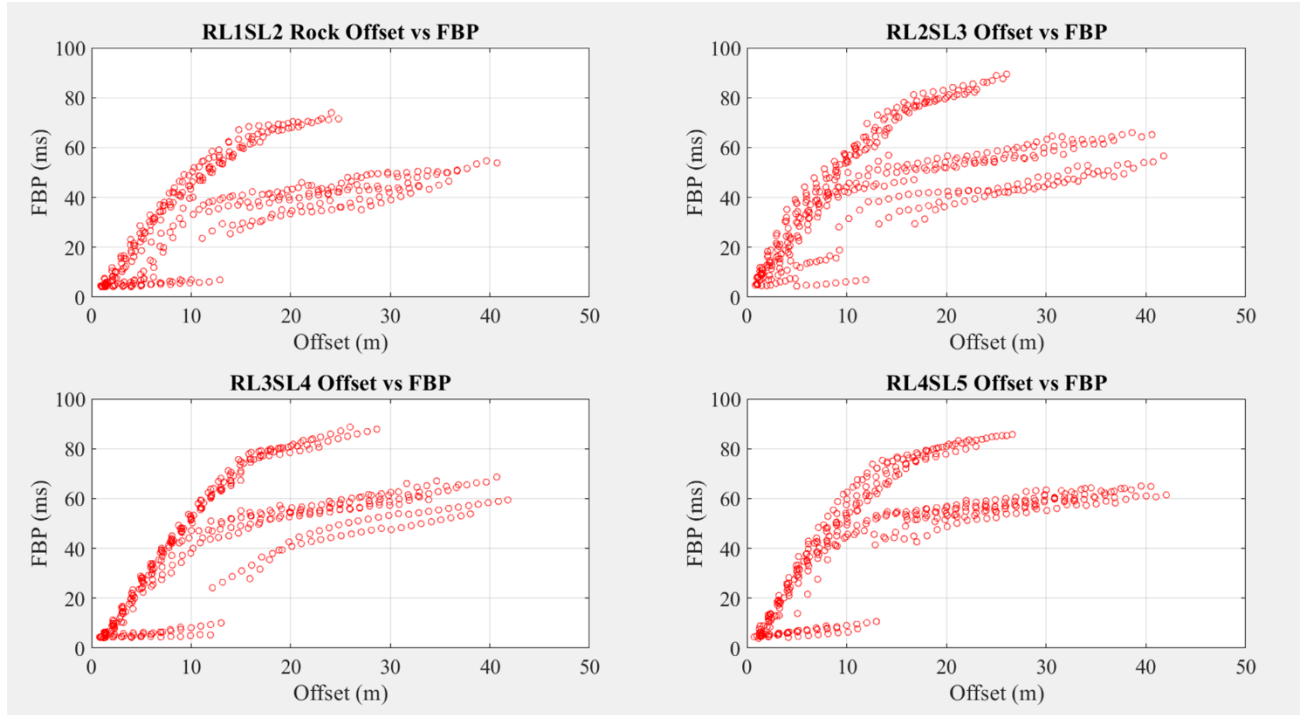 RL1SL2 Rock Offset vs FBP
100
80
60
40
20
0
FBP (ms)
0 10 20 30 40 50
Offset (m)
RL2SL3 Offset vs FBP
100
80
60
40
20
0
FBP (ms)
0 10 20 30 40 50
Offset (m)
RL3SL4 Offset vs FBP
100
80
60
40
20
0
FBP (ms)
0 10 20 30 40 50
Offset (m)
RL4SL5 Offset vs FBP
100
80
60
40
20
0
FBP (ms)
0 10 20 30 40 50
Offset (m)